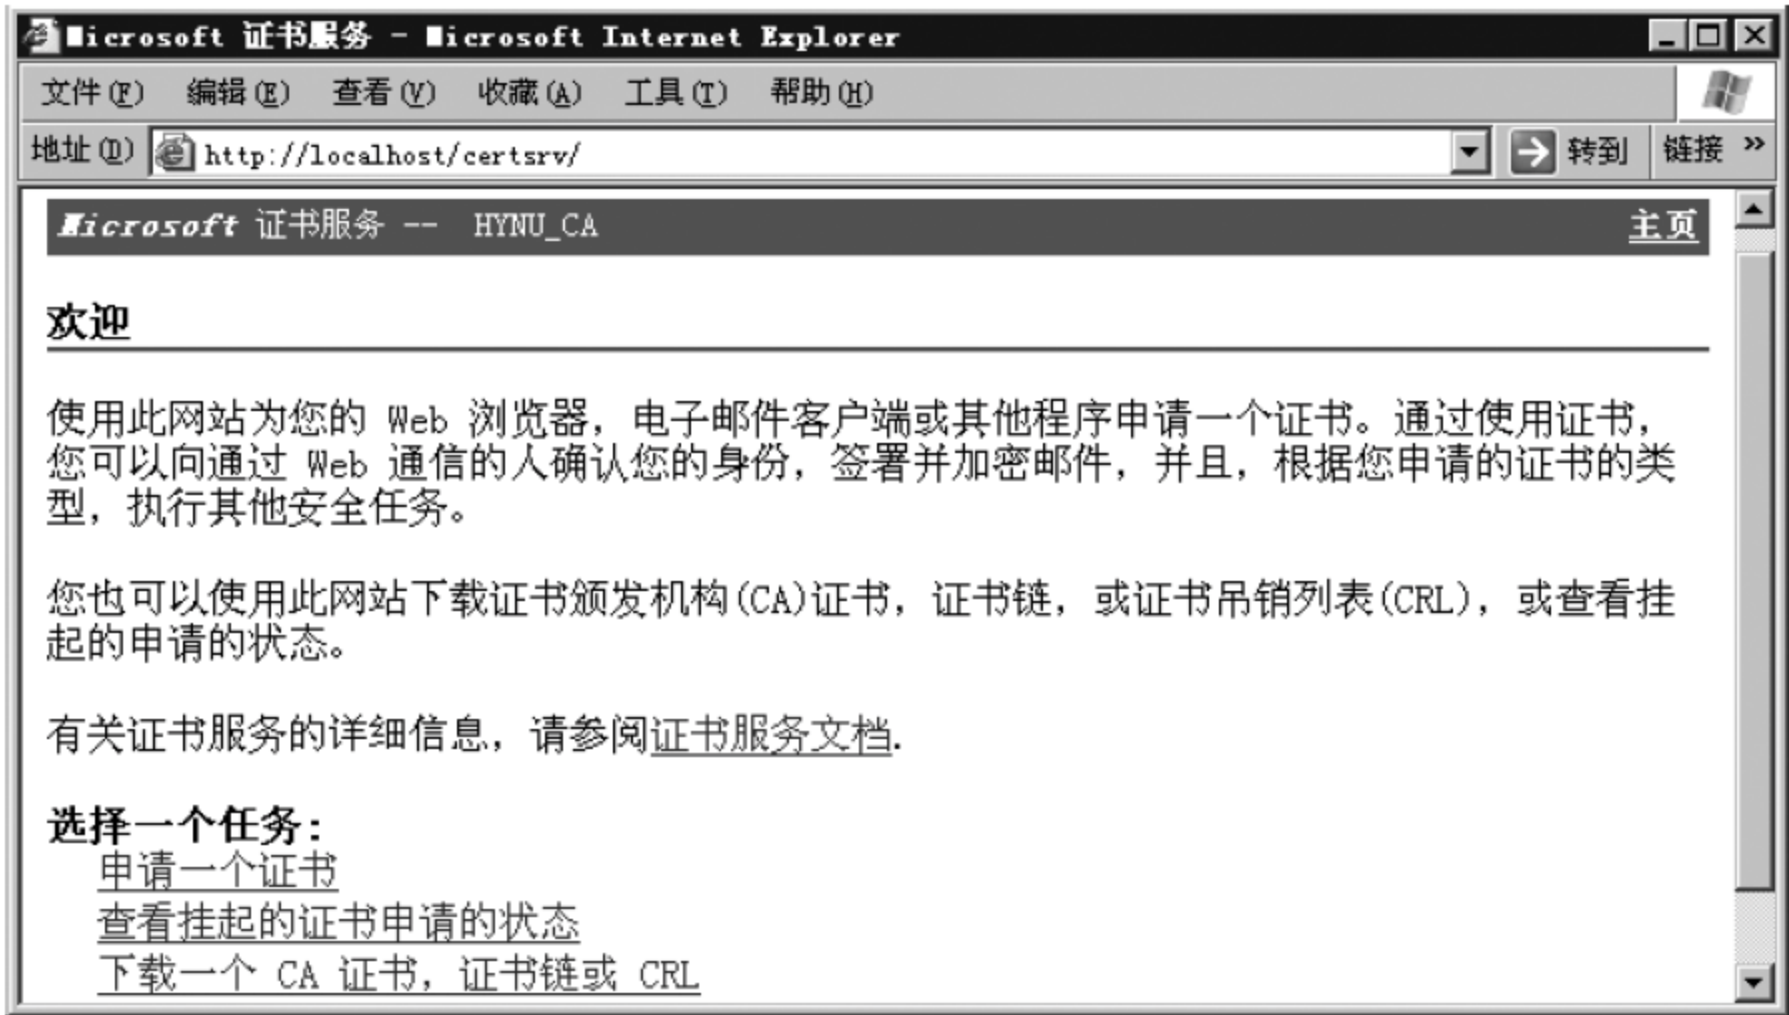 Microsoft 证书服务 - Microsoft Internet Explorer
文件(F) 编辑(E) 查看(V) 收藏(A) 工具(T) 帮助(H)
地址(D) http://localhost/certsrv/ 转到 链接 »
Microsoft 证书服务 -- HYNU_CA 主页
欢迎
使用此网站为您的 Web 浏览器，电子邮件客户端或其他程序申请一个证书。通过使用证书，
您可以向通过 Web 通信的人确认您的身份，签署并加密邮件，并且，根据您申请的证书的类
型，执行其他安全任务。
您也可以使用此网站下载证书颁发机构(CA)证书，证书链，或证书吊销列表(CRL)，或查看挂
起的申请的状态。
有关证书服务的详细信息，请参阅证书服务文档.
选择一个任务:
申请一个证书
查看挂起的证书申请的状态
下载一个 CA 证书，证书链或 CRL